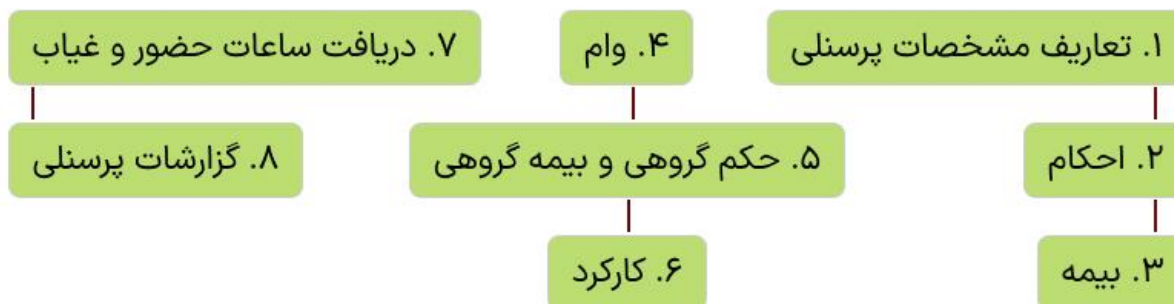 ۱. تعاریف مشخصات پرسنلی
۲. احکام
۳. بیمه
۴. وام
۵. حکم گروهی و بیمه گروهی
۶. کارکرد
۷. دریافت ساعات حضور و غیاب
۸. گزارشات پرسنلی